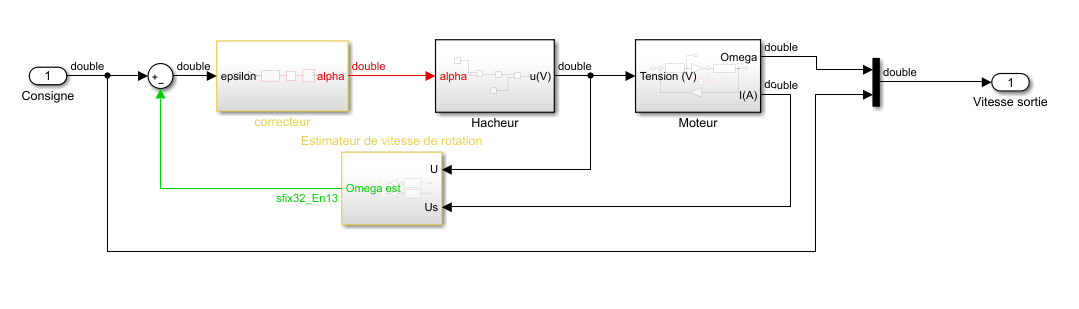 1
Consigne
double
+
−
double
epsilon
alpha
correcteur
double
alpha
u(V)
Hacheur
double
Tension (V)
Omega
I(A)
Moteur
double
double
double
1
Vitesse sortie
Estimateur de vitesse de rotation
U
Omega est
Us
sfix32_En13